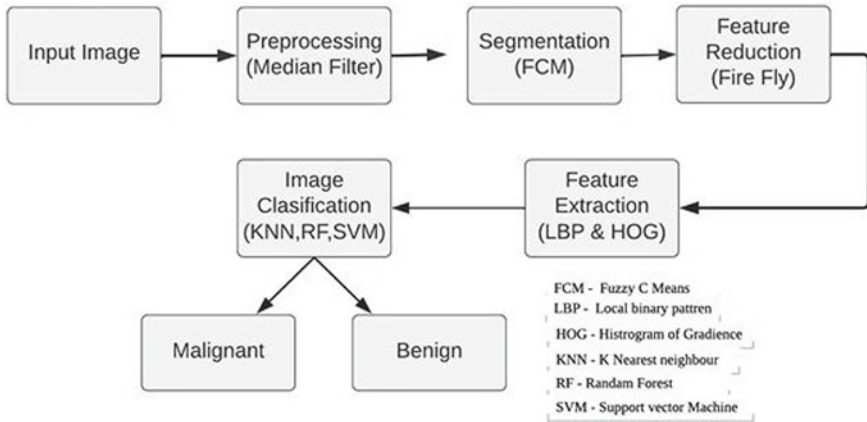 Input Image
Preprocessing
(Median Filter)
Segmentation
(FCM)
Feature
Reduction
(Fire Fly)
Image
Clasification
(KNN,RF,SVM)
Feature
Extraction
(LBP & HOG)
Malignant
Benign
FCM - Fuzzy C Means
LBP - Local binary pattren
HOG - Histrogram of Gradience
KNN - K Nearest neighbour
RF - Randam Forest
SVM - Support vector Machine